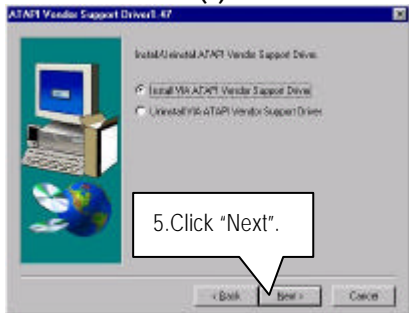 ATAPI Vendor Support Driver1.47
Install/Uninstall ATAPI Vendor Support Driver.
Install VIA ATAPI Vendor Support Driver
Uninstall VIA ATAPI Vendor Support Driver
5.Click “Next”.
< Back
Next >
Cancel